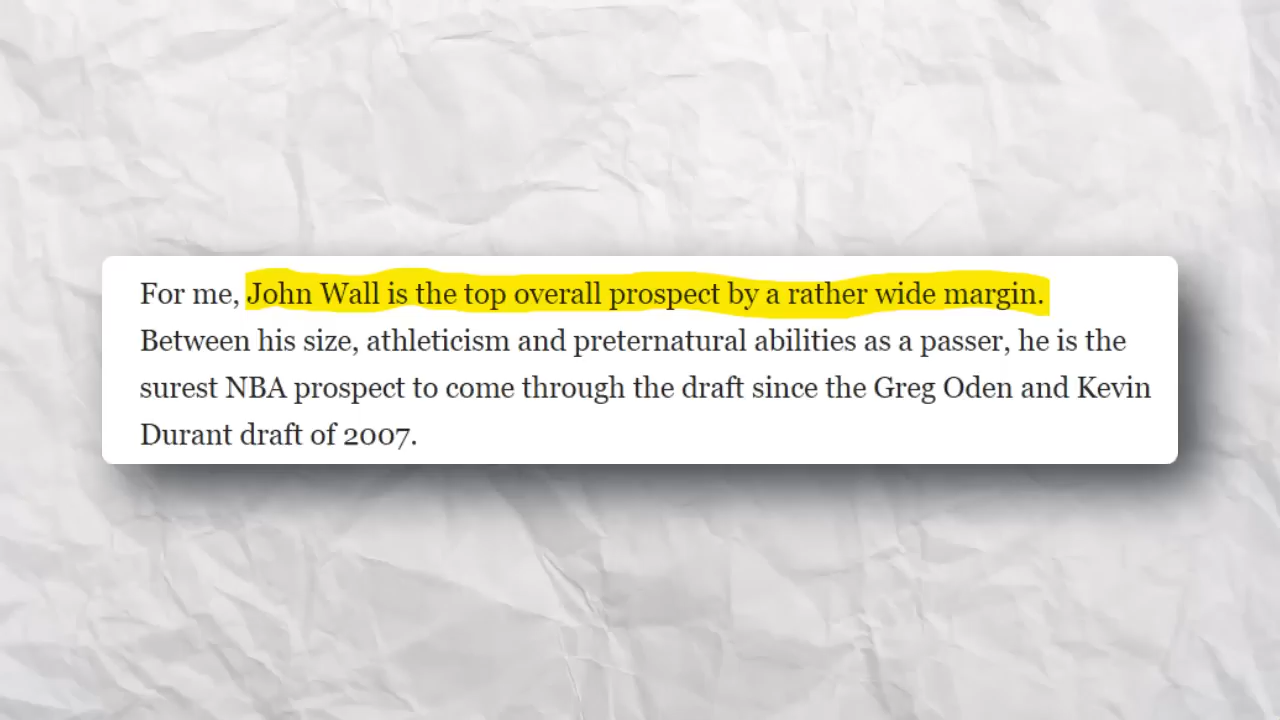 For me, John Wall is the top overall prospect by a rather wide margin.
Between his size, athleticism and preternatural abilities as a passer, he is the
surest NBA prospect to come through the draft since the Greg Oden and Kevin
Durant draft of 2007.